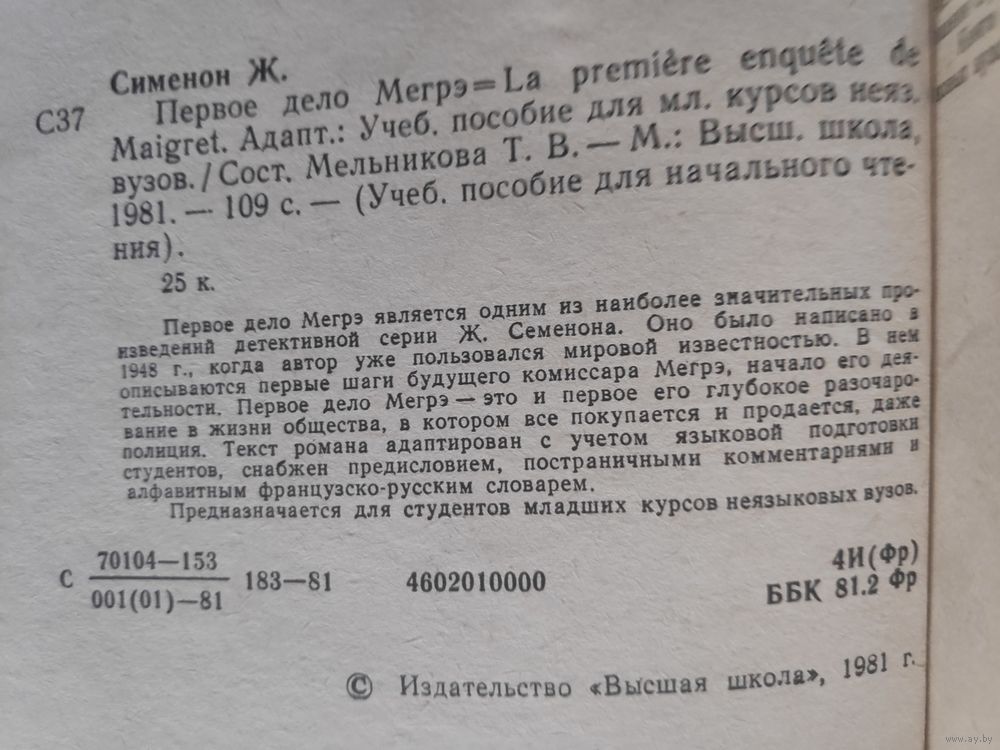 Сименон Ж.
С37 Первое дело Мегрэ=La première enquête de
Maigret. Адапт.: Учеб. пособие для мл. курсов неяз.
вузов./Сост. Мельникова Т. В.— М.: Высш. школа,
1981. — 109 с. — (Учеб. пособие для начального чте-
ния).
25 к.
Первое дело Мегрэ является одним из наиболее значительных про-
изведений детективной серии Ж. Семенона. Оно было написано в
1948 г., когда автор уже пользовался мировой известностью. В нем
описываются первые шаги будущего комиссара Мегрэ, начало его дея-
тельности. Первое дело Мегрэ — это и первое его глубокое разочаро-
вание в жизни общества, в котором все покупается и продается, даже
полиция. Текст романа адаптирован с учетом языковой подготовки
студентов, снабжен предисловием, постраничными комментариями и
алфавитным французско-русским словарем.
Предназначается для студентов младших курсов неязыковых вузов.
С 70104—153
001(01)—81 183—81 4602010000 4И(Фр)
ББК 81.2 Фр
© Издательство «Высшая школа», 1981 г.
www.ay.by